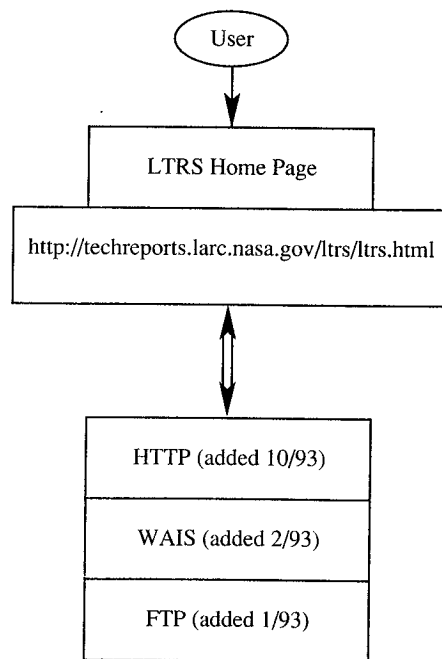 User
LTRS Home Page
http://techreports.larc.nasa.gov/ltrs/ltrs.html
HTTP (added 10/93)
WAIS (added 2/93)
FTP (added 1/93)